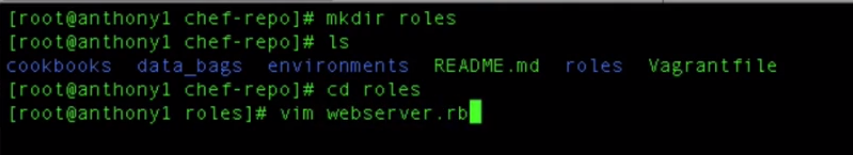 [root@anthony1 chef-repo]# mkdir roles
[root@anthony1 chef-repo]# ls
cookbooks  data_bags  environments  README.md  roles  Vagrantfile
[root@anthony1 chef-repo]# cd roles
[root@anthony1 roles]# vim webserver.rb